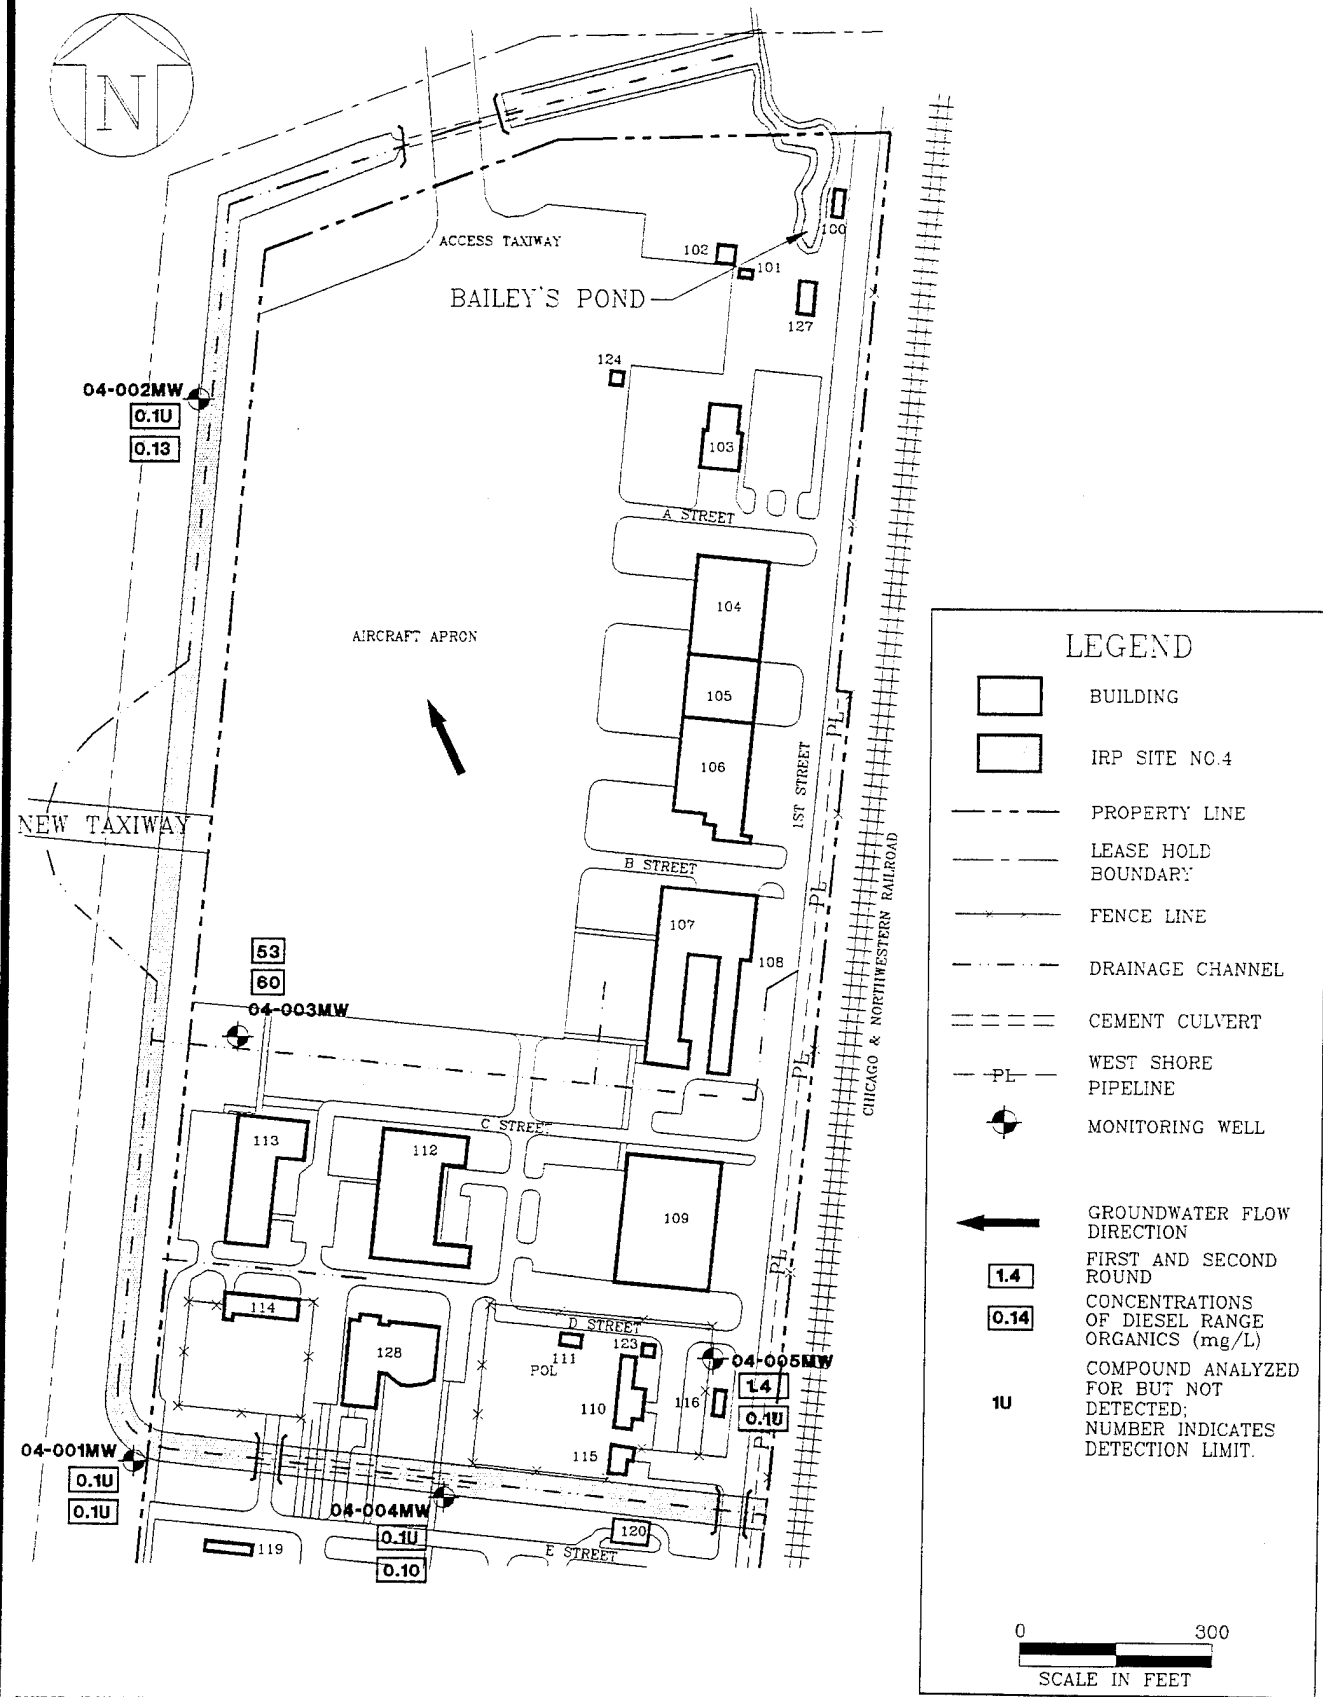 N
ACCESS TAXIWAY
102
101
100
BAILEY'S POND
127
124
04-002MW
0.1U
0.13
103
A STREET
104
AIRCRAFT APRON
105
PL
106
1ST STREET
NEW TAXIWAY
B STREET
CHICAGO & NORTHWESTERN RAILROAD
PL
107
108
53
60
04-003MW
PL
C STREET
113
112
109
PL
114
D STREET
128
111
123
POL
04-005MW
1.4
0.1U
110
116
115
04-001MW
0.1U
0.1U
04-004MW
0.1U
0.10
119
120
E STREET
LEGEND
BUILDING
IRP SITE NO.4
PROPERTY LINE
LEASE HOLD
BOUNDARY
FENCE LINE
DRAINAGE CHANNEL
CEMENT CULVERT
PL
WEST SHORE
PIPELINE
MONITORING WELL
GROUNDWATER FLOW
DIRECTION
1.4
0.14
FIRST AND SECOND
ROUND
CONCENTRATIONS
OF DIESEL RANGE
ORGANICS (mg/L)
1U
COMPOUND ANALYZED
FOR BUT NOT
DETECTED;
NUMBER INDICATES
DETECTION LIMIT.
0 300
SCALE IN FEET